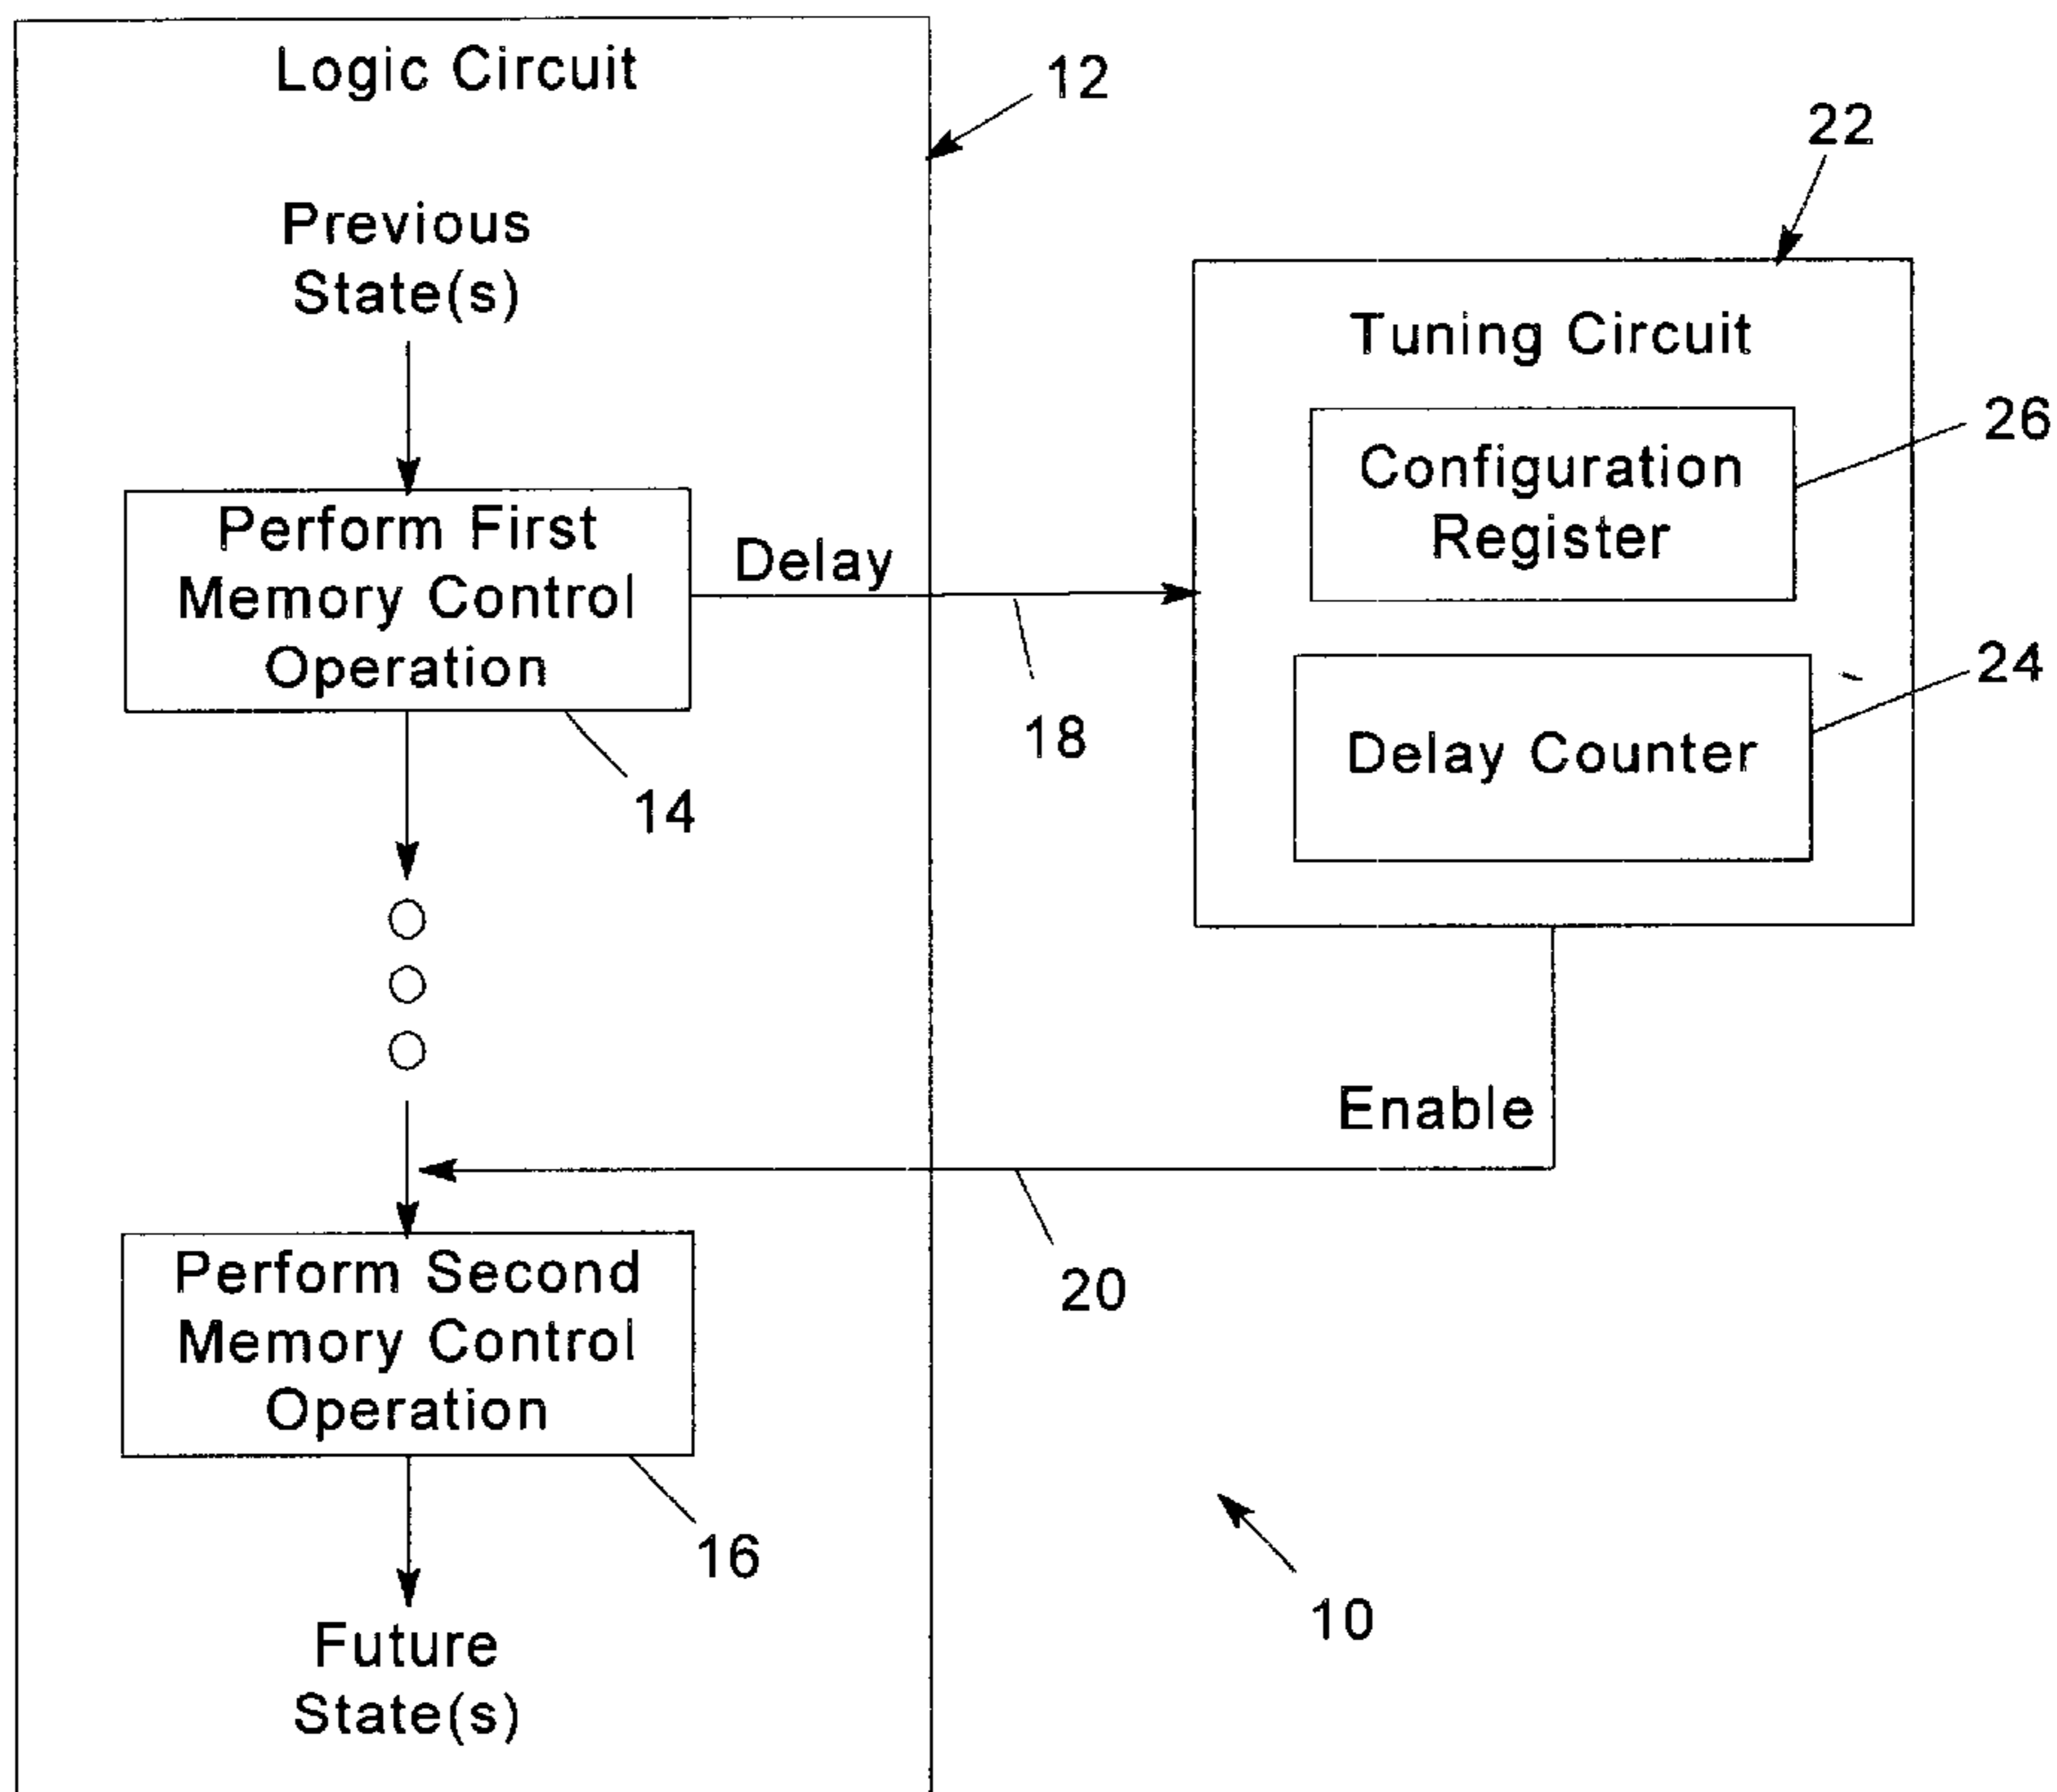 Logic Circuit
12
22
Previous
State(s)
Tuning Circuit
26
Configuration
Register
Perform First
Memory Control
Operation
Delay
18
24
Delay Counter
14
Enable
20
Perform Second
Memory Control
Operation
16
10
Future
State(s)